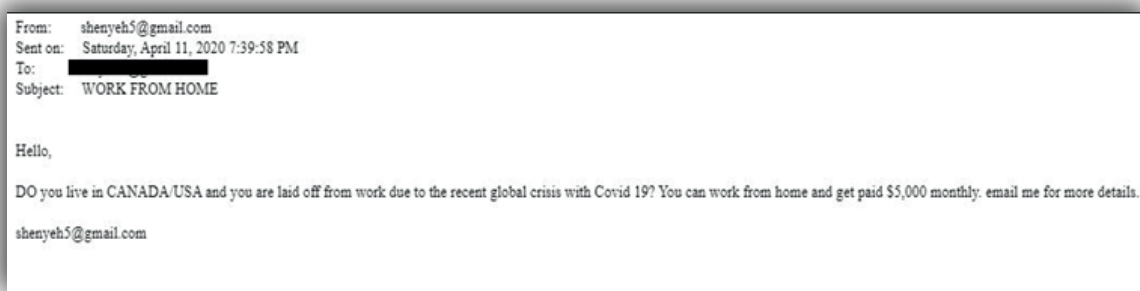 From: shenyeh5@gmail.com
Sent on: Saturday, April 11, 2020 7:39:58 PM
To:
Subject: WORK FROM HOME
Hello,
DO you live in CANADA/USA and you are laid off from work due to the recent global crisis with Covid 19? You can work from home and get paid $5,000 monthly. email me for more details.
shenyeh5@gmail.com